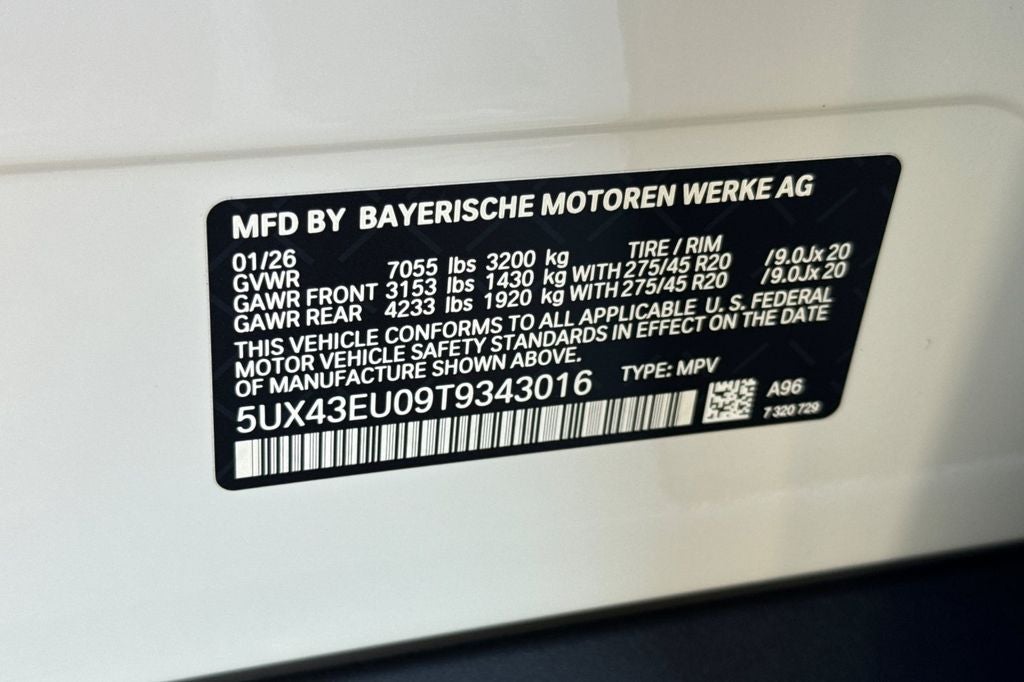 MFD BY BAYERISCHE MOTOREN WERKE AG
01/26 TIRE / RIM
GVWR 7055 lbs 3200 kg
GAWR FRONT 3153 lbs 1430 kg WITH 275/45 R20 /9.0Jx 20
GAWR REAR 4233 lbs 1920 kg WITH 275/45 R20 /9.0Jx 20
THIS VEHICLE CONFORMS TO ALL APPLICABLE U. S. FEDERAL
MOTOR VEHICLE SAFETY STANDARDS IN EFFECT ON THE DATE
OF MANUFACTURE SHOWN ABOVE.
5UX43EU09T9343016 TYPE: MPV
A96
7 320 729